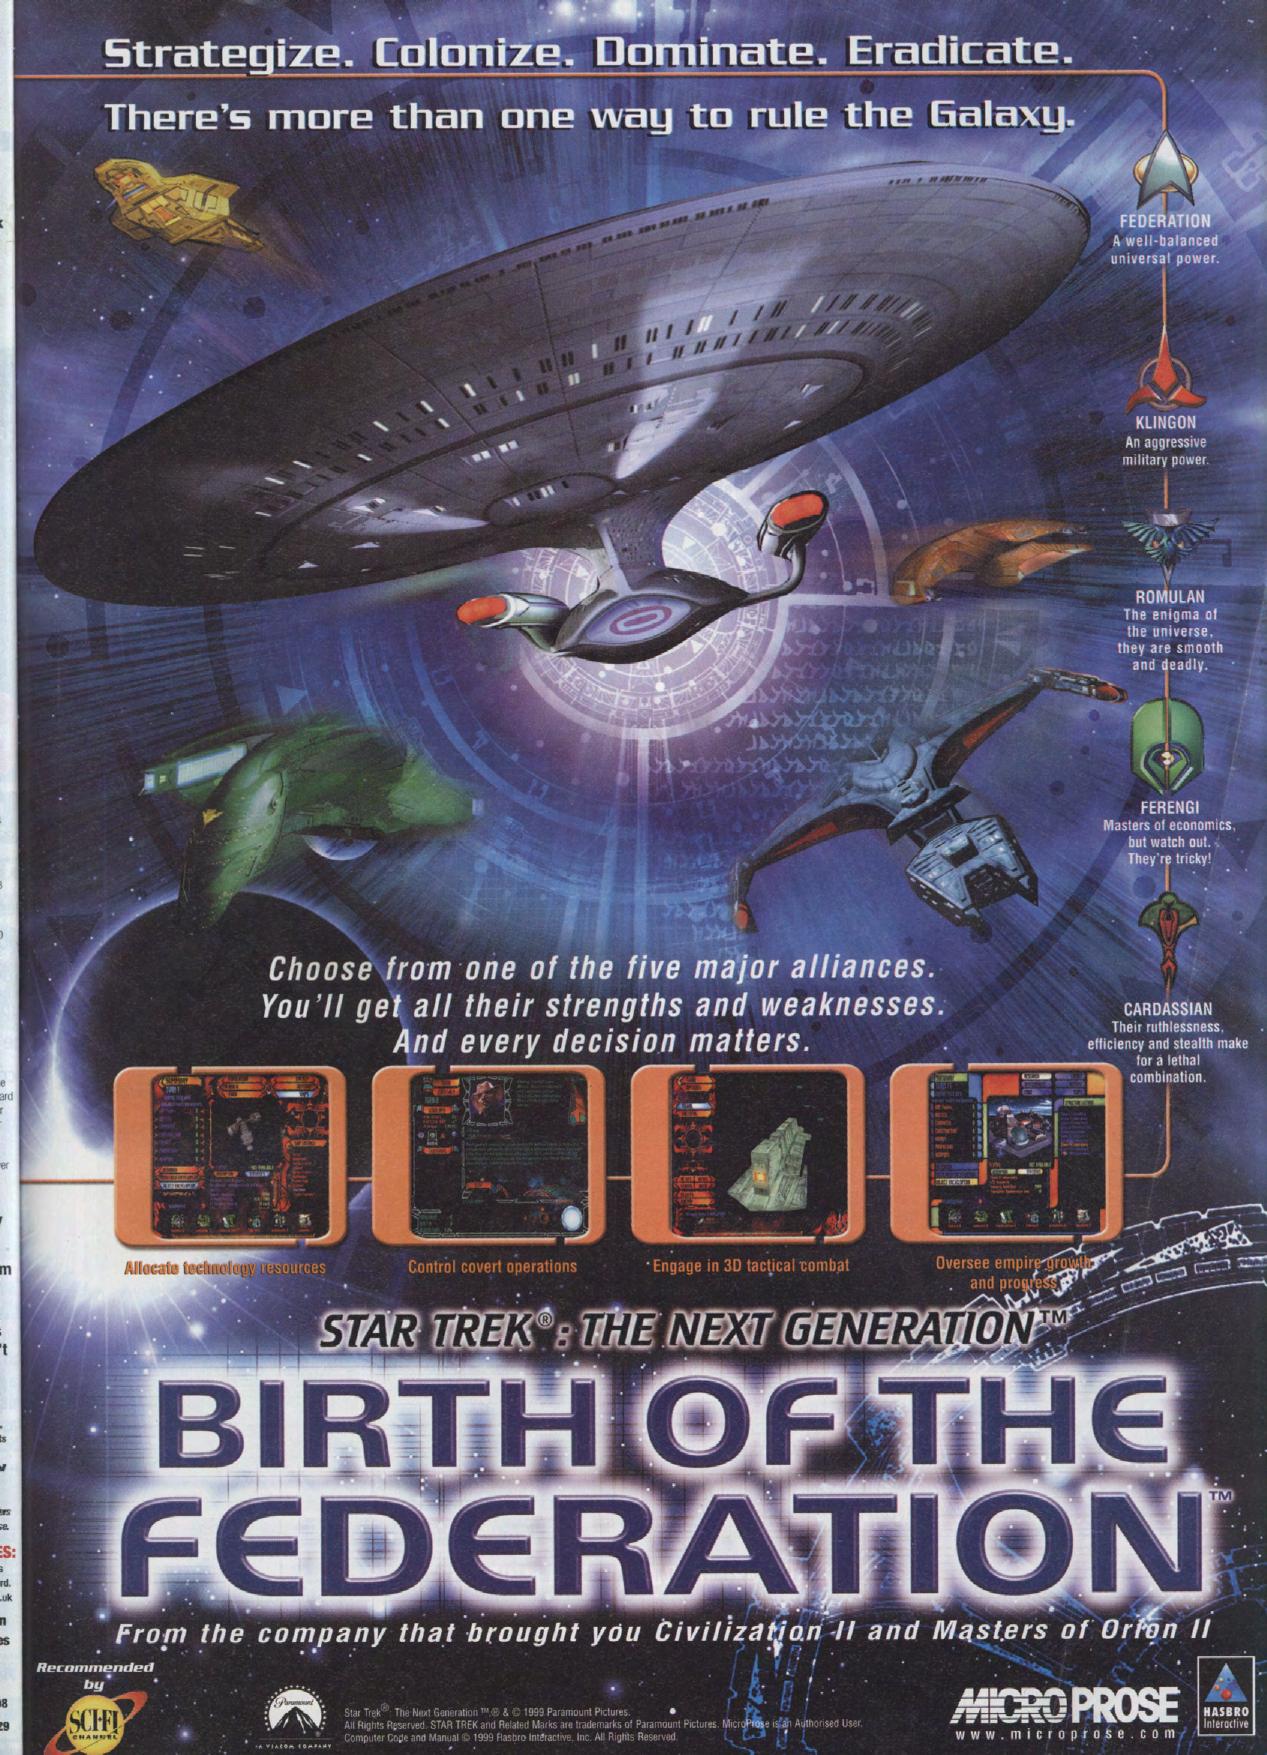 Strategize. Colonize. Dominate. Eradicate.
There's more than one way to rule the Galaxy.
FEDERATION
A well-balanced
universal power.
KLINGON
An aggressive
military power.
ROMULAN
The enigma of
the universe,
they are smooth
and deadly.
FERENGI
Masters of economics,
but watch out.
They're tricky!
CARDASSIAN
Their ruthlessness,
efficiency and stealth make
for a lethal
combination.
Choose from one of the five major alliances.
You'll get all their strengths and weaknesses.
And every decision matters.
Allocate technology resources
Control covert operations
Engage in 3D tactical combat
Oversee empire growth
and progress
STAR TREK®: THE NEXT GENERATION™
BIRTH OF THE
FEDERATION™
From the company that brought you Civilization II and Masters of Orion II
Recommended
by
SCI-FI
CHANNEL
Paramount
A VIACOM COMPANY
Star Trek®. The Next Generation ™,® & © 1999 Paramount Pictures.
All Rights Reserved. STAR TREK and Related Marks are trademarks of Paramount Pictures. MicroProse is an Authorised User.
Computer Code and Manual © 1999 Hasbro Interactive, Inc. All Rights Reserved.
MICROPROSE
www.microprose.com
HASBRO
Interactive